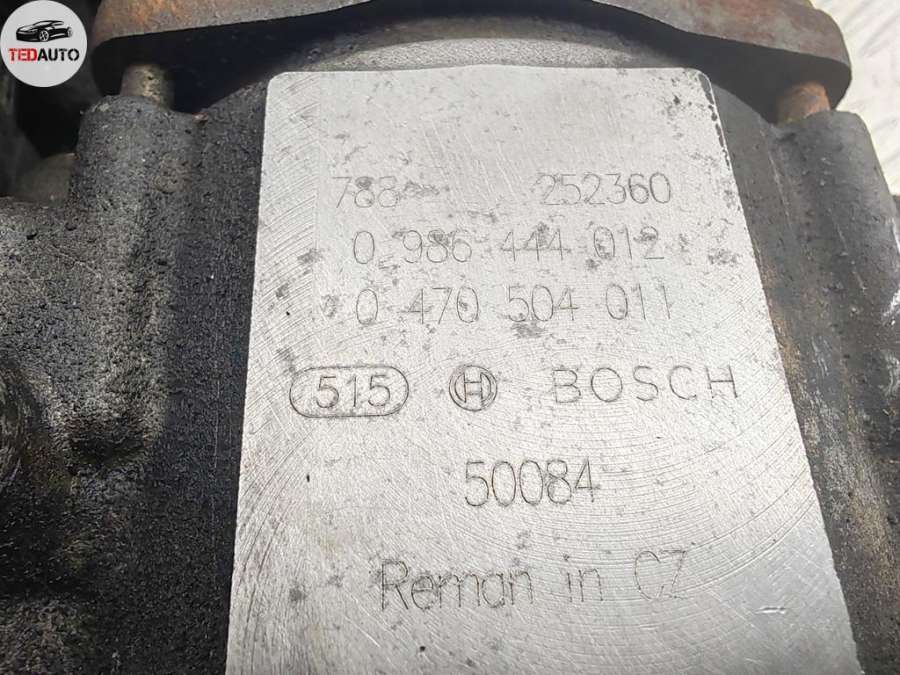 TEDAUTO
788 252360
0 986 444 012
0 470 504 011
515 H BOSCH
50084
Reman in CZ